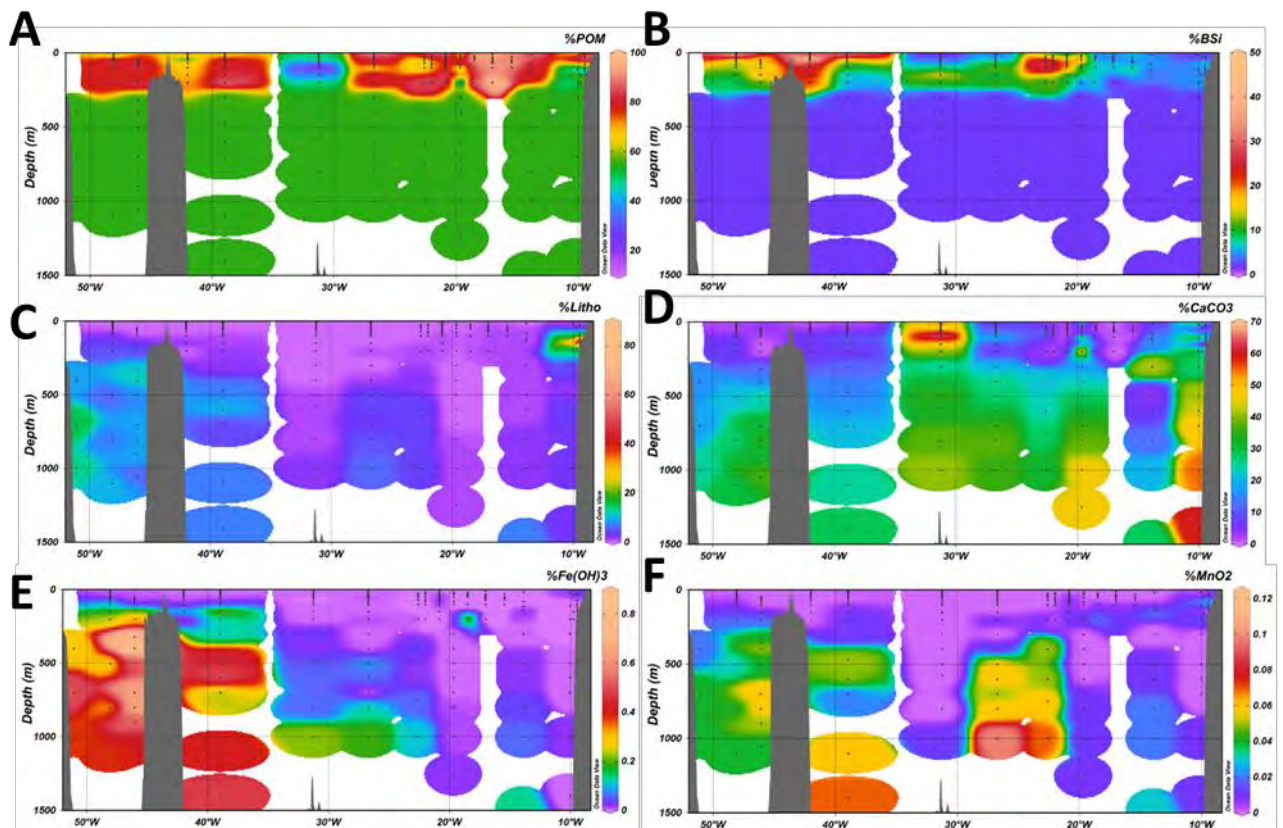 A
%POM
0
500
1000
1500
Depth (m)
50°W
40°W
30°W
20°W
10°W
100
80
60
40
20
Ocean Data View
B
%BSi
0
500
1000
1500
Depth (m)
50°W
40°W
30°W
20°W
10°W
50
40
30
20
10
0
Ocean Data View
C
%Litho
0
500
1000
1500
Depth (m)
50°W
40°W
30°W
20°W
10°W
80
60
40
20
0
Ocean Data View
D
%CaCO3
0
500
1000
1500
Depth (m)
50°W
40°W
30°W
20°W
10°W
70
60
50
40
30
20
10
0
Ocean Data View
E
%Fe(OH)3
0
500
1000
1500
Depth (m)
50°W
40°W
30°W
20°W
10°W
0.8
0.6
0.4
0.2
0
Ocean Data View
F
%MnO2
0
500
1000
1500
Depth (m)
50°W
40°W
30°W
20°W
10°W
0.12
0.1
0.08
0.06
0.04
0.02
0
Ocean Data View